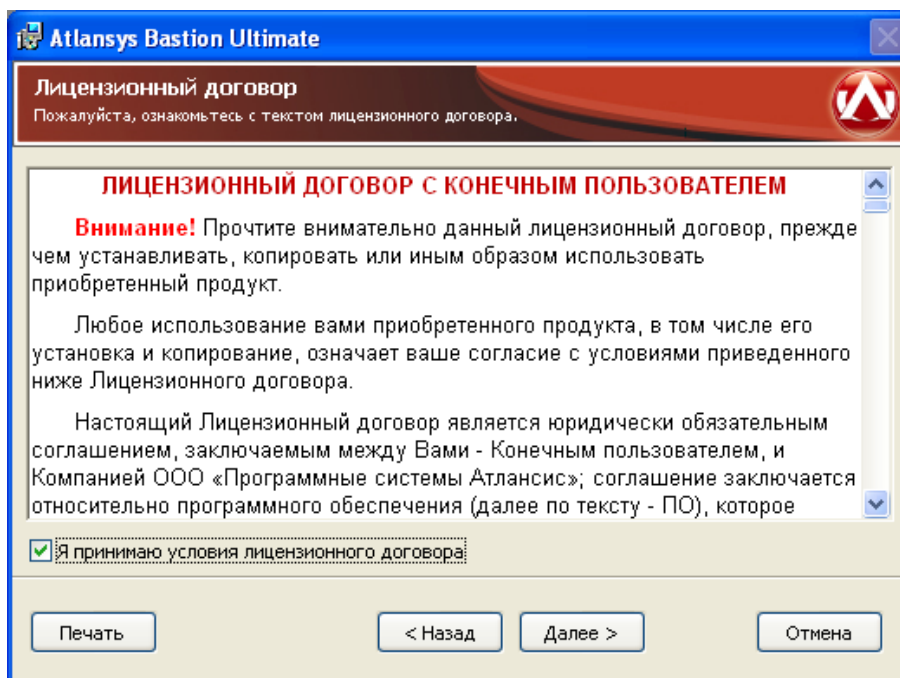 Atlansys Bastion Ultimate
Лицензионный договор
Пожалуйста, ознакомьтесь с текстом лицензионного договора.
ЛИЦЕНЗИОННЫЙ ДОГОВОР С КОНЕЧНЫМ ПОЛЬЗОВАТЕЛЕМ
Внимание! Прочтите внимательно данный лицензионный договор, прежде
чем устанавливать, копировать или иным образом использовать
приобретенный продукт.
Любое использование вами приобретенного продукта, в том числе его
установка и копирование, означает ваше согласие с условиями приведенного
ниже Лицензионного договора.
Настоящий Лицензионный договор является юридически обязательным
соглашением, заключаемым между Вами - Конечным пользователем, и
Компанией ООО «Программные системы Атлансис»; соглашение заключается
относительно программного обеспечения (далее по тексту - ПО), которое
Я принимаю условия лицензионного договора
Печать
< Назад
Далее >
Отмена